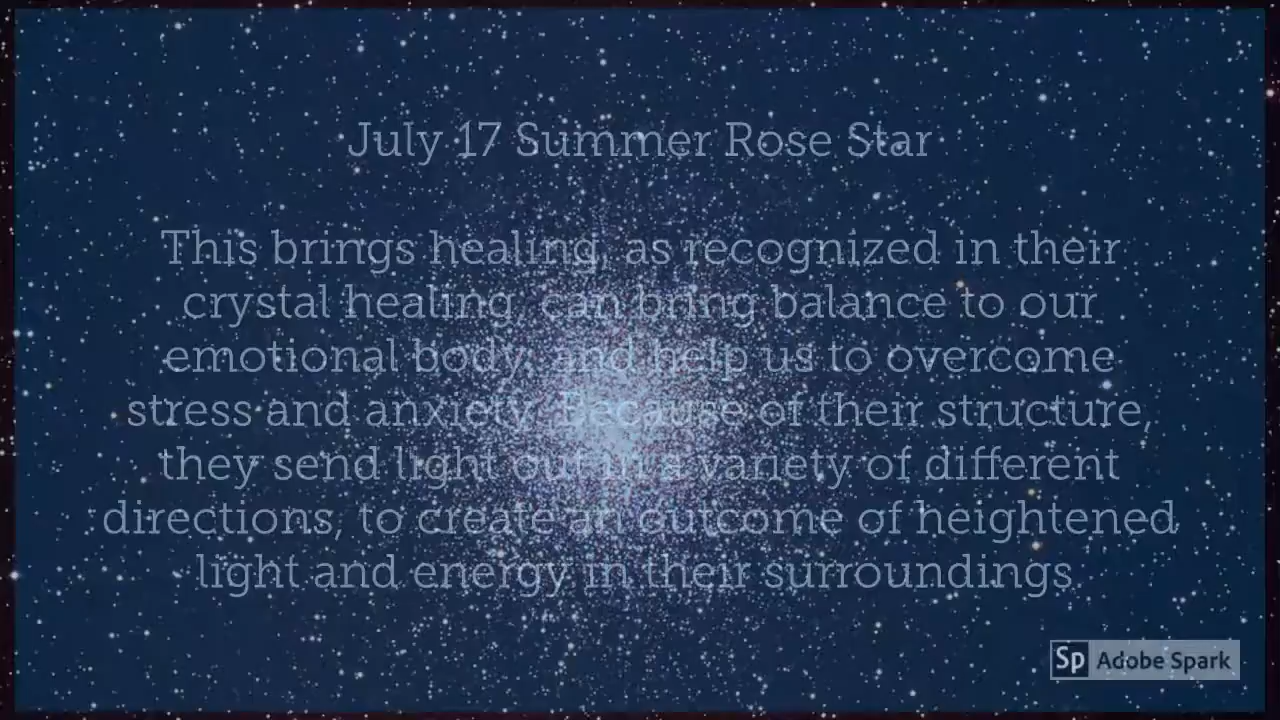 July 17 Summer Rose Star
This brings healing, as recognized in their
crystal healing, can bring balance to our
emotional body, and help us to overcome
stress and anxiety. Because of their structure,
they send light out in a variety of different
directions, to create an outcome of heightened
light and energy in their surroundings.
Sp Adobe Spark